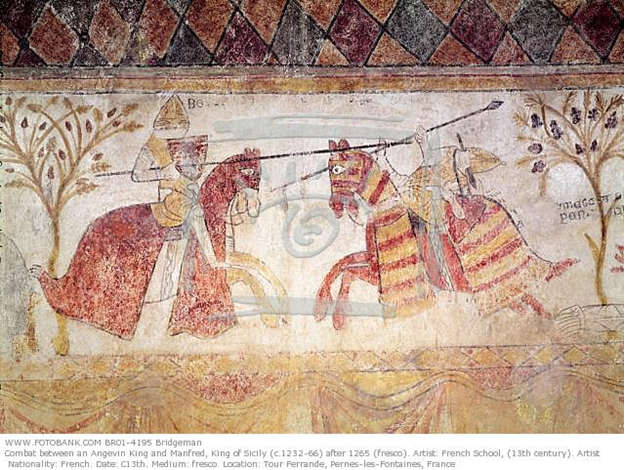 WWW.FOTOBANK.COM BR01-4195 Bridgeman
Combat between an Angevin King and Manfred, King of Sicily (c.1232-66) after 1265 (fresco). Artist: French School, (13th century). Artist
Nationality: French. Date: C13th. Medium: fresco. Location: Tour Ferrande, Pernes-les-Fontaines, France